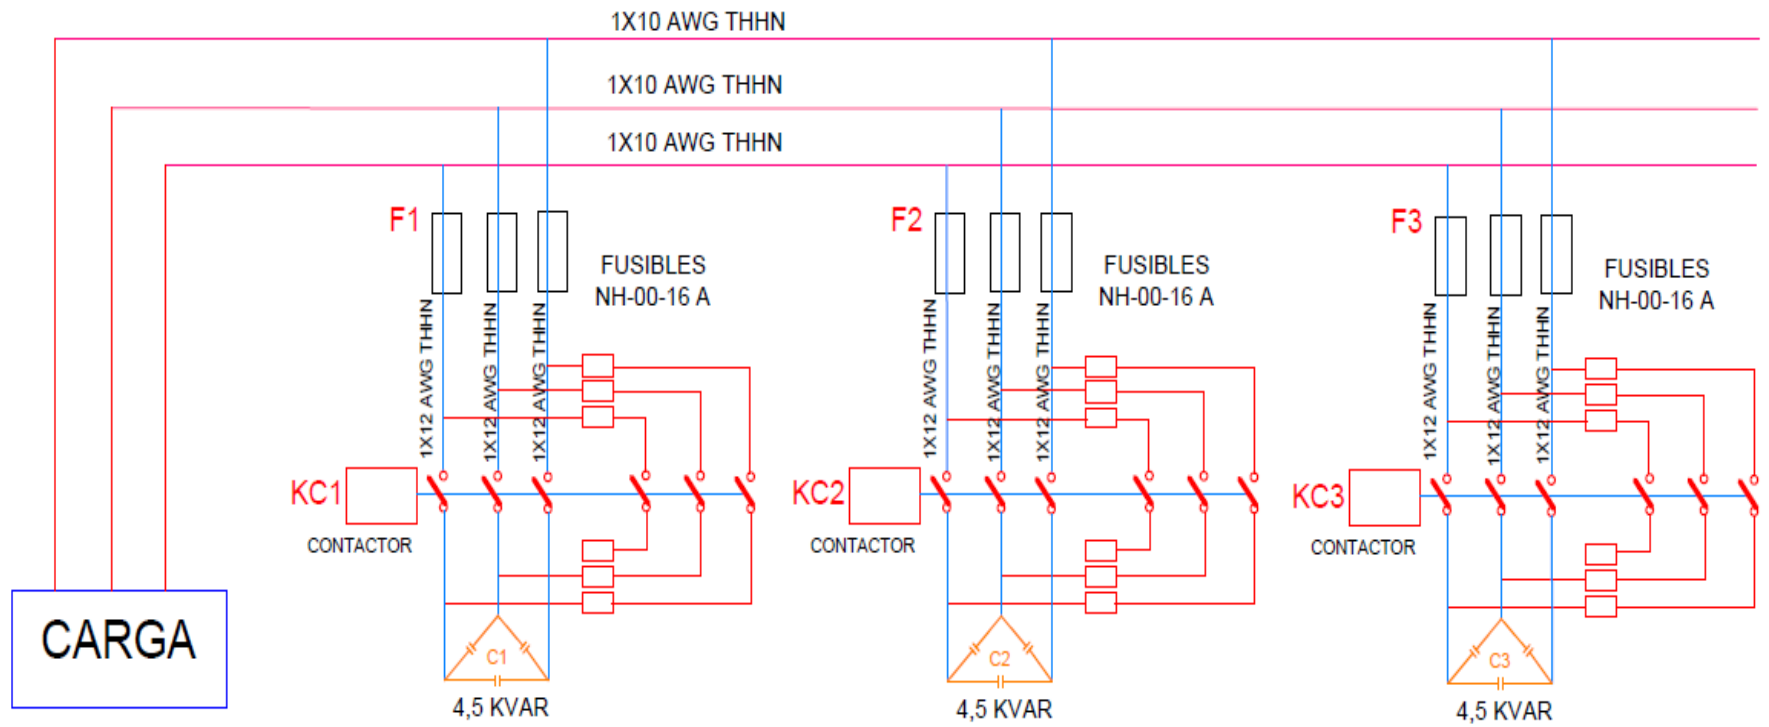 1X10 AWG THHN
1X10 AWG THHN
1X10 AWG THHN
F1
FUSIBLES
NH-00-16 A
1X12 AWG THHN
1X12 AWG THHN
1X12 AWG THHN
KC1
CONTACTOR
C1
4,5 KVAR
F2
FUSIBLES
NH-00-16 A
1X12 AWG THHN
1X12 AWG THHN
1X12 AWG THHN
KC2
CONTACTOR
C2
4,5 KVAR
F3
FUSIBLES
NH-00-16 A
1X12 AWG THHN
1X12 AWG THHN
1X12 AWG THHN
KC3
CONTACTOR
C3
4,5 KVAR
CARGA